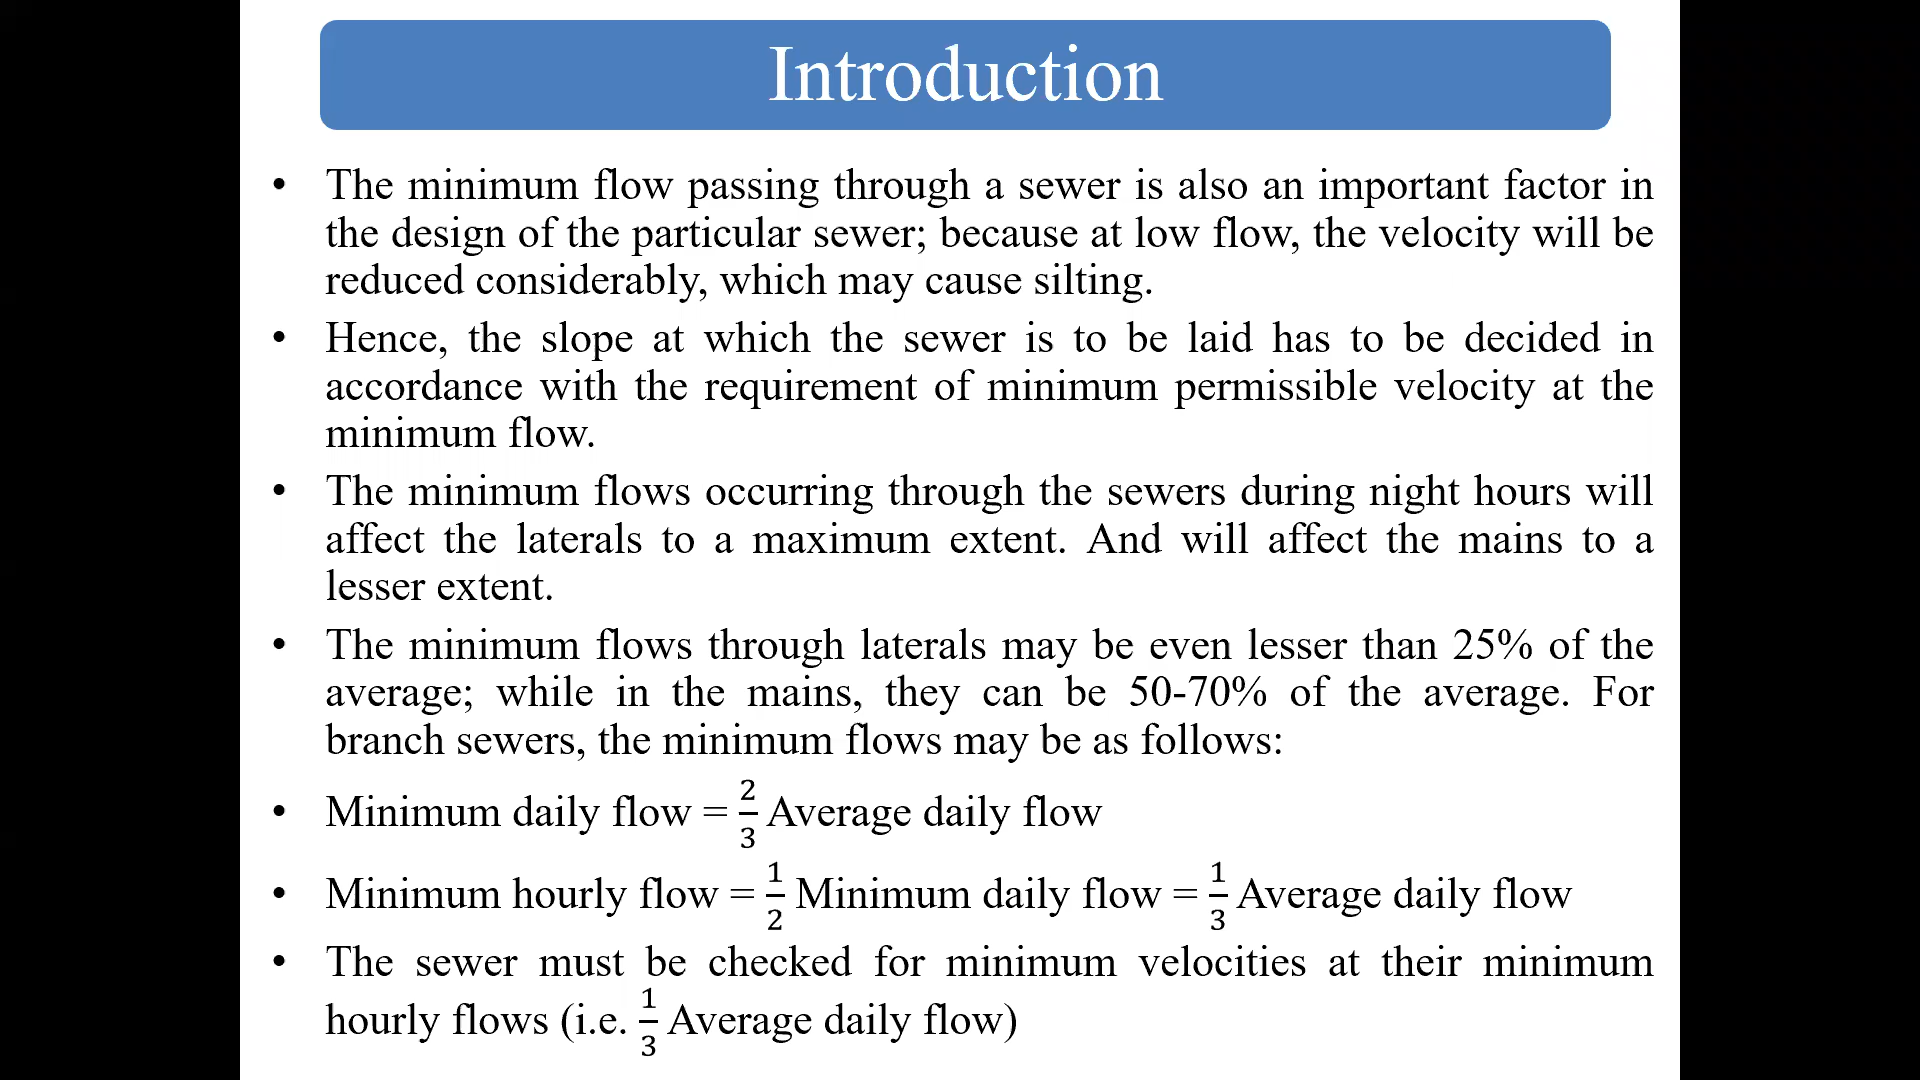 Introduction
• The minimum flow passing through a sewer is also an important factor in
the design of the particular sewer; because at low flow, the velocity will be
reduced considerably, which may cause silting.
• Hence, the slope at which the sewer is to be laid has to be decided in
accordance with the requirement of minimum permissible velocity at the
minimum flow.
• The minimum flows occurring through the sewers during night hours will
affect the laterals to a maximum extent. And will affect the mains to a
lesser extent.
• The minimum flows through laterals may be even lesser than 25% of the
average; while in the mains, they can be 50-70% of the average. For
branch sewers, the minimum flows may be as follows:
• Minimum daily flow = 2/3 Average daily flow
• Minimum hourly flow = 1/2 Minimum daily flow = 1/3 Average daily flow
• The sewer must be checked for minimum velocities at their minimum
hourly flows (i.e. 1/3 Average daily flow)